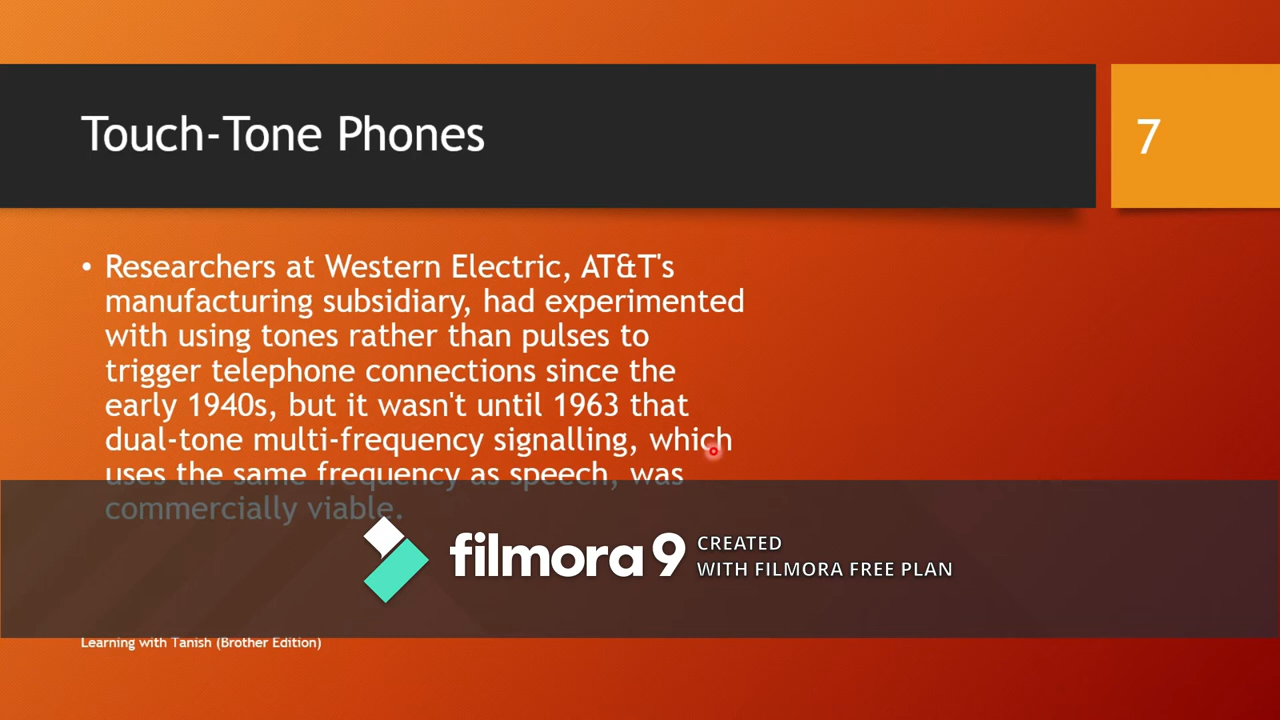 Touch-Tone Phones
7
• Researchers at Western Electric, AT&T's
manufacturing subsidiary, had experimented
with using tones rather than pulses to
trigger telephone connections since the
early 1940s, but it wasn't until 1963 that
dual-tone multi-frequency signalling, which
uses the same frequency as speech, was
commercially viable.
filmora 9
CREATED
WITH FILMORA FREE PLAN
Learning with Tanish (Brother Edition)